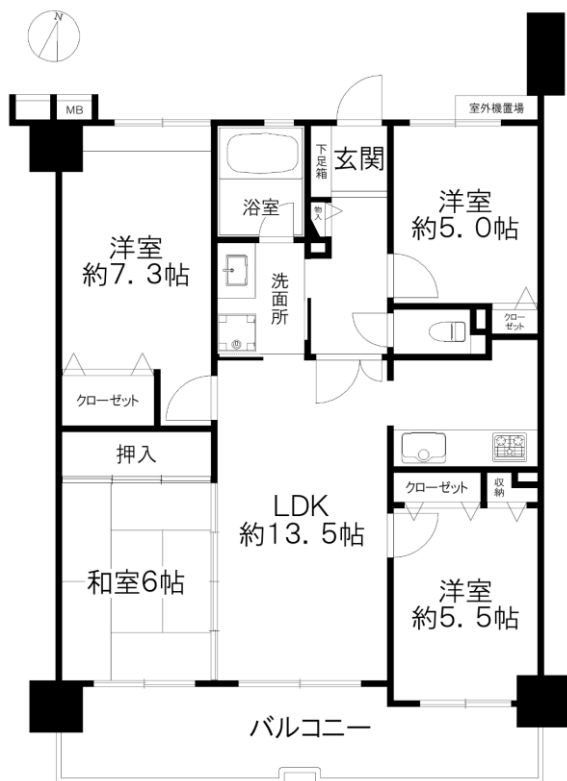 N
MB
室外機置場
下足箱
玄関
洋室
約5.0帖
浴室
物入
洋室
約7.3帖
洗面所
クローゼット
クローゼット
押入
クローゼット
収納
LDK
約13.5帖
和室6帖
洋室
約5.5帖
バルコニー